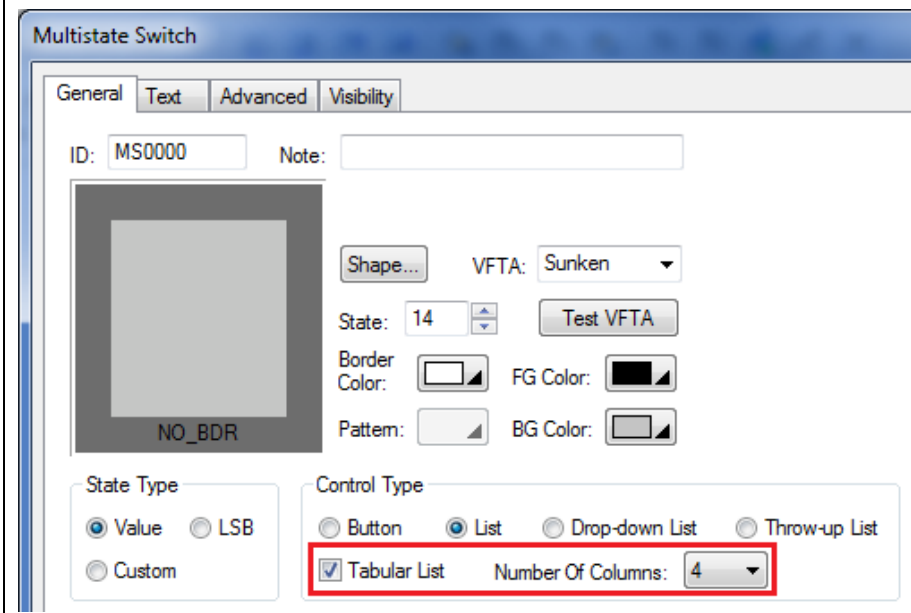 Multistate Switch
General Text Advanced Visibility
ID: MS0000 Note:
Shape... VFTA: Sunken
State: 14 Test VFTA
Border
Color: FG Color:
NO_BDR Pattern: BG Color:
State Type Control Type
Value LSB Button List Drop-down List Throw-up List
Custom Tabular List Number Of Columns: 4